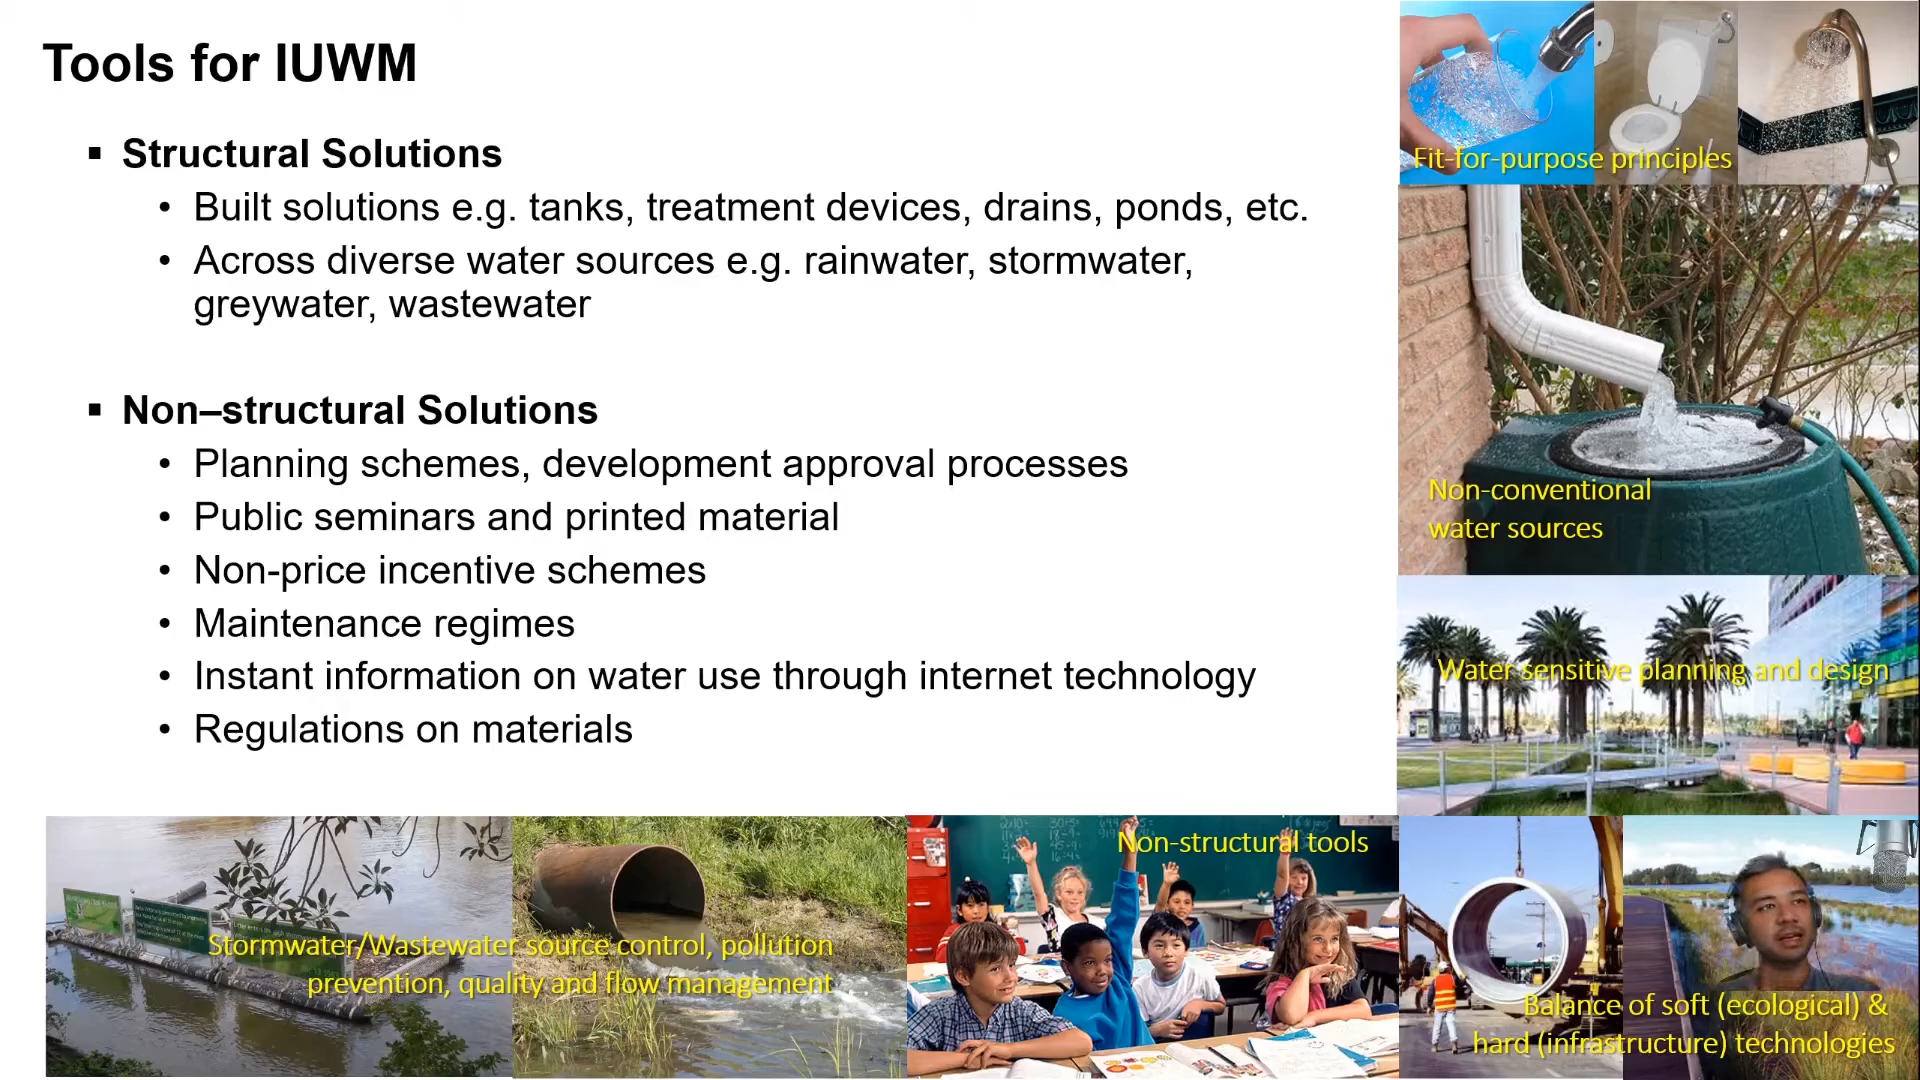 Tools for IUWM
▪ Structural Solutions
• Built solutions e.g. tanks, treatment devices, drains, ponds, etc.
• Across diverse water sources e.g. rainwater, stormwater,
greywater, wastewater
▪ Non–structural Solutions
• Planning schemes, development approval processes
• Public seminars and printed material
• Non-price incentive schemes
• Maintenance regimes
• Instant information on water use through internet technology
• Regulations on materials
Fit-for-purpose principles
Non-conventional
water sources
Water sensitive planning and design
Stormwater/Wastewater source control, pollution
prevention, quality and flow management
Non-structural tools
Balance of soft (ecological) &
hard (infrastructure) technologies